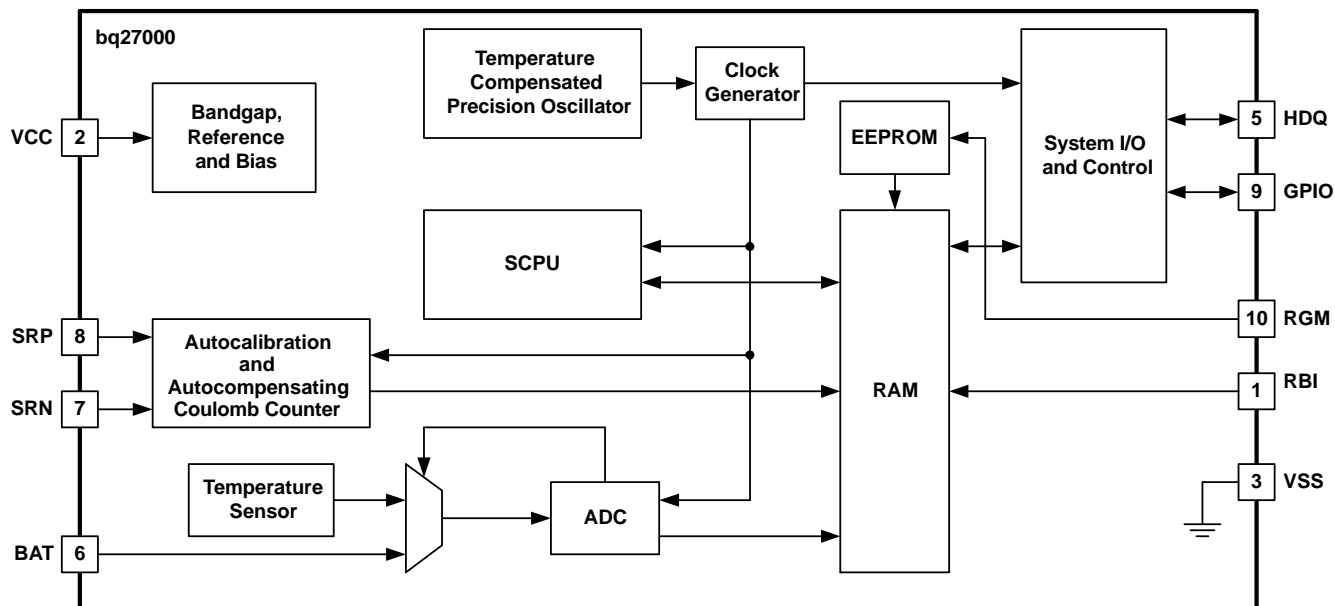 bq27000
Temperature
Compensated
Precision Oscillator
Clock
Generator
Bandgap,
Reference
and Bias
VCC
2
EEPROM
System I/O
and Control
5
HDQ
9
GPIO
SCPU
RAM
10
RGM
1
RBI
3
VSS
SRP
8
SRN
7
Autocalibration
and
Autocompensating
Coulomb Counter
Temperature
Sensor
ADC
BAT
6